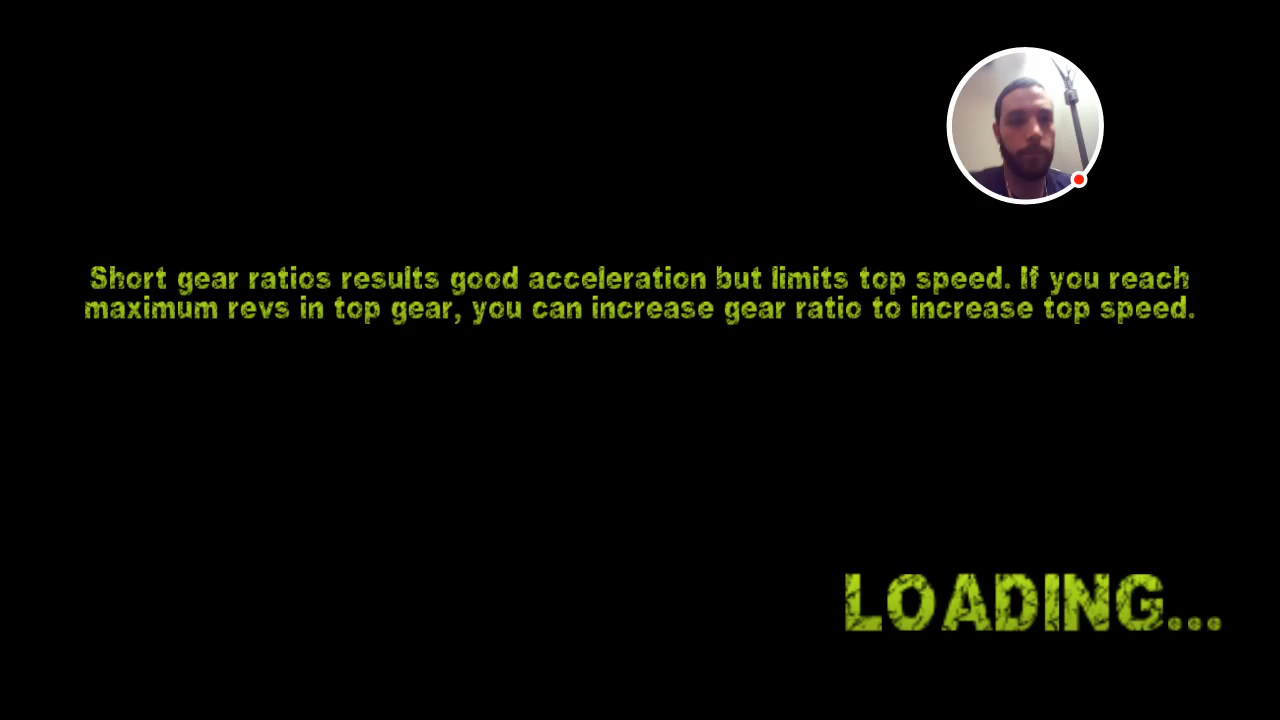 Short gear ratios results good acceleration but limits top speed. If you reach
maximum revs in top gear, you can increase gear ratio to increase top speed.
LOADING...